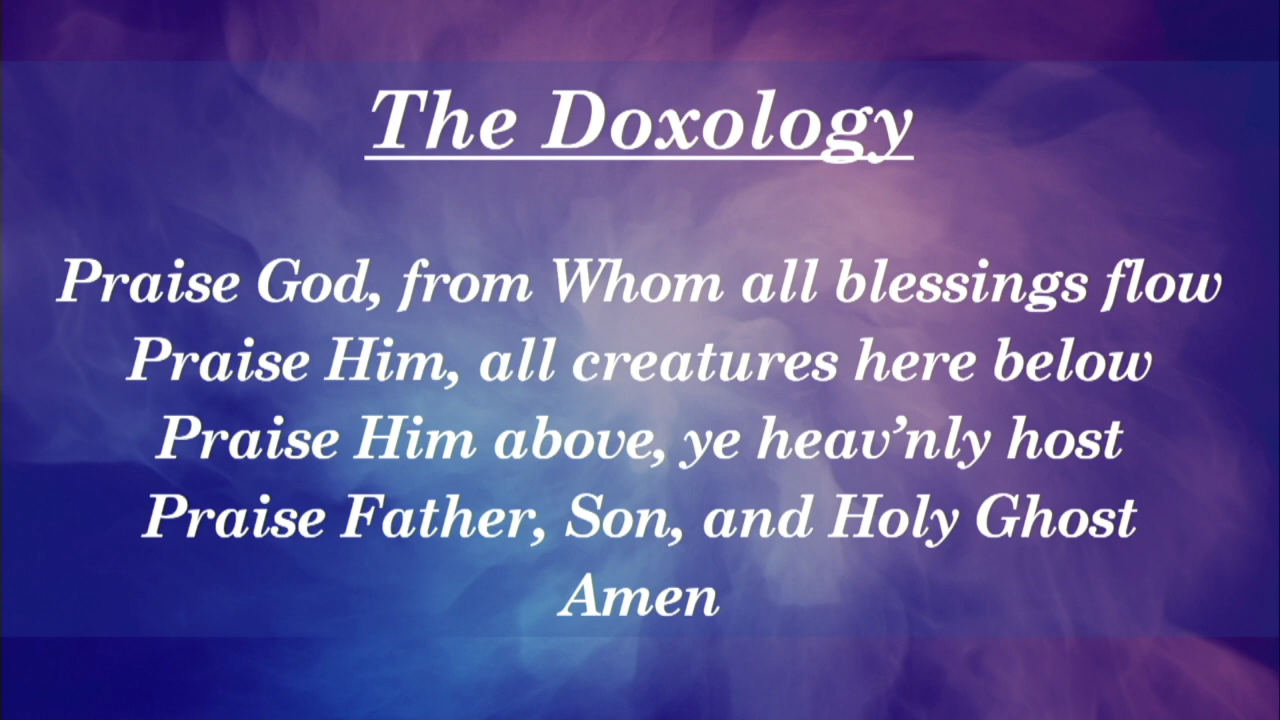 The Doxology
Praise God, from Whom all blessings flow
Praise Him, all creatures here below
Praise Him above, ye heav’nly host
Praise Father, Son, and Holy Ghost
Amen